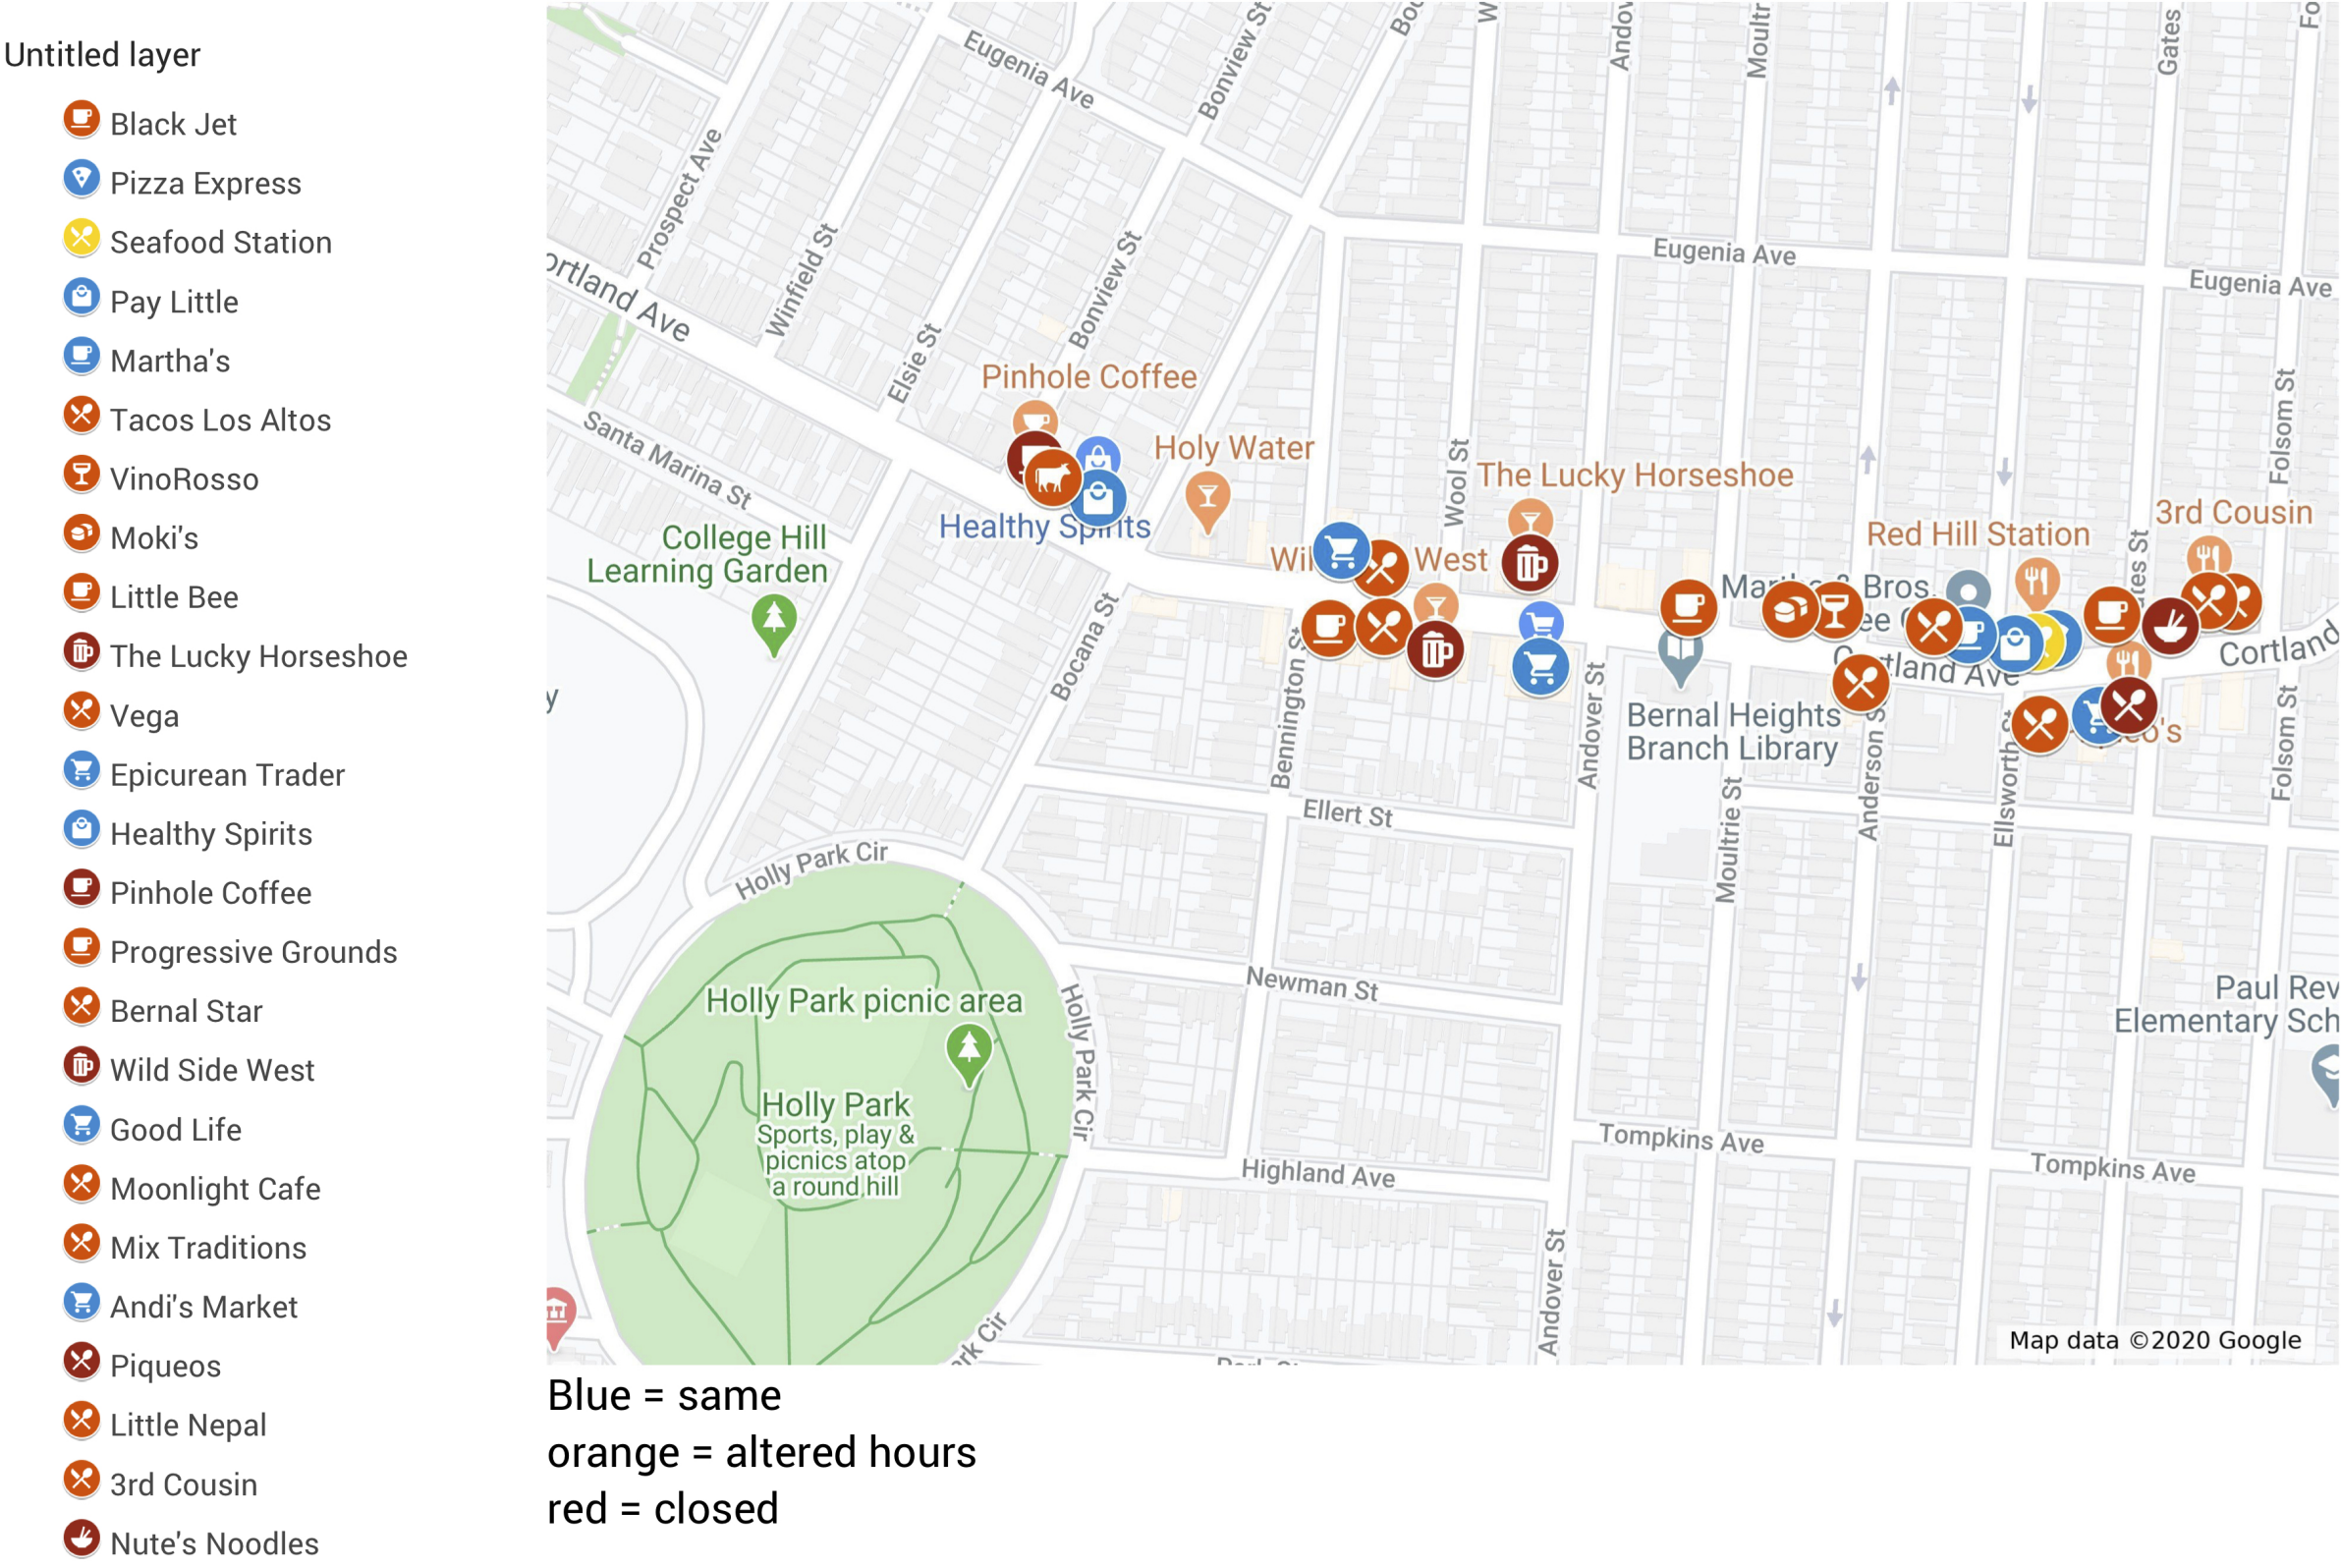 Untitled layer
Black Jet
Pizza Express
Seafood Station
Pay Little
Martha's
Tacos Los Altos
VinoRosso
Moki's
Little Bee
The Lucky Horseshoe
Vega
Epicurean Trader
Healthy Spirits
Pinhole Coffee
Progressive Grounds
Bernal Star
Wild Side West
Good Life
Moonlight Cafe
Mix Traditions
Andi's Market
Piqueos
Little Nepal
3rd Cousin
Nute's Noodles
Eugenia Ave
Bonview St
Gates
Prospect Ave
Winfield St
Bonview St
Elsie St
Eugenia Ave
Eugenia Ave
ortland Ave
Santa Marina St
Pinhole Coffee
Holy Water
Healthy Spirits
College Hill
Learning Garden
Wool St
The Lucky Horseshoe
West
Red Hill Station
3rd Cousin
Folsom St
Bros.
Cortland
Bocana St
Bennington St
Andover St
Bernal Heights
Branch Library
Moultrie St
Anderson S
Ellsworth
Folsom St
Ellert St
Holly Park Cir
Holly Park picnic area
Holly Park
Sports, play &
picnics atop
a round hill
Holly Park Cir
Newman St
Highland Ave
Tompkins Ave
Tompkins Ave
Andover St
Paul Rev
Elementary Sch
ark Cir
Map data ©2020 Google
Blue = same
orange = altered hours
red = closed